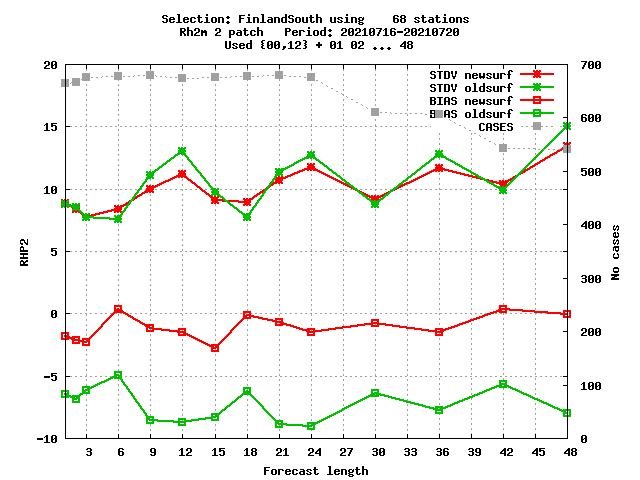 Selection: FinlandSouth using    68 stations
Rh2m 2 patch   Period: 20210716-20210720
Used {00,12} + 01 02 ... 48
20 700
STDV newsurf
STDV oldsurf
BIAS newsurf
BIAS oldsurf
CASES
600
15
500
10
400
5
RHP2
No cases
300
0
200
-5
100
-10 0
3 6 9 12 15 18 21 24 27 30 33 36 39 42 45 48
Forecast length